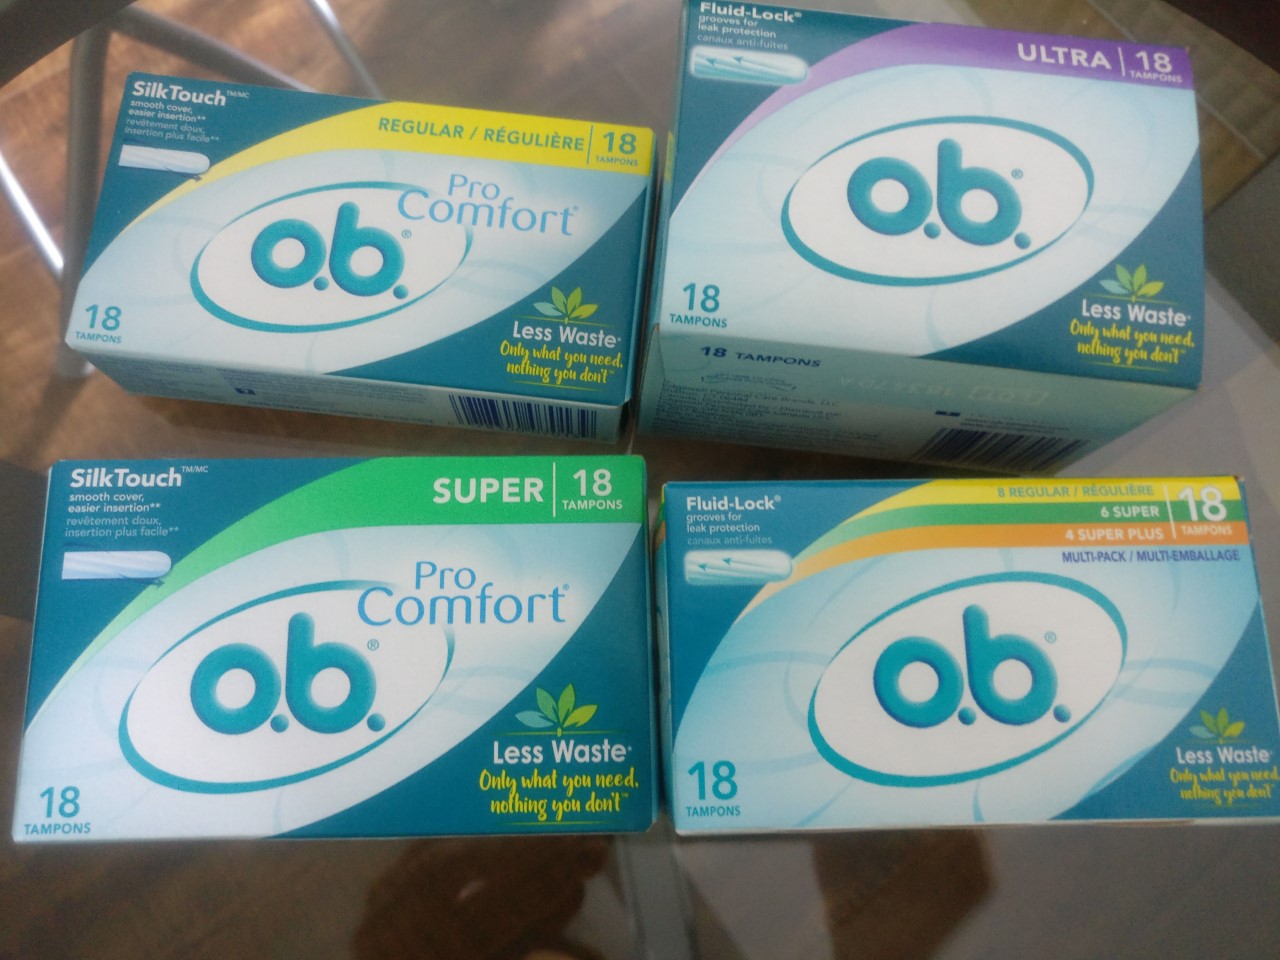 SilkTouch™/MC
smooth cover,
easier insertion**
revêtement doux,
insertion plus facile**
REGULAR / RÉGULIÈRE
18
TAMPONS
Pro
Comfort®
o.b.®
18
TAMPONS
Less Waste*
Only what you need,
nothing you don't™
Fluid-Lock®
grooves for
leak protection
canaux anti-fuites
ULTRA
18
TAMPONS
o.b.®
18
TAMPONS
Less Waste*
Only what you need,
nothing you don't™
18 TAMPONS
SilkTouch™/MC
smooth cover,
easier insertion**
revêtement doux,
insertion plus facile**
SUPER
18
TAMPONS
Pro
Comfort®
o.b.®
18
TAMPONS
Less Waste*
Only what you need,
nothing you don't™
Fluid-Lock®
grooves for
leak protection
canaux anti-fuites
8 REGULAR / RÉGULIÈRE
6 SUPER
4 SUPER PLUS
18
TAMPONS
MULTI-PACK / MULTI-EMBALLAGE
o.b.®
18
TAMPONS
Less Waste*
Only what you need,
nothing you don't™